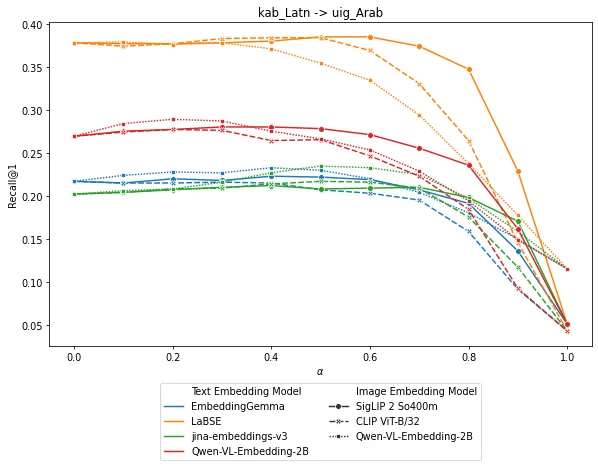 kab_Latn -> uig_Arab
Recall@1
0.40
0.35
0.30
0.25
0.20
0.15
0.10
0.05
0.0 0.2 0.4 0.6 0.8 1.0
α
Text Embedding Model Image Embedding Model
EmbeddingGemma SigLIP 2 So400m
LaBSE CLIP ViT-B/32
jina-embeddings-v3 Qwen-VL-Embedding-2B
Qwen-VL-Embedding-2B